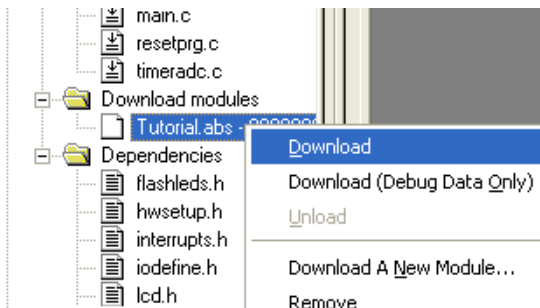 main.c
resetprg.c
timeradc.c
Download modules
Tutorial.abs -
Dependencies
flashleds.h
hwsetup.h
interrupts.h
iodefine.h
lcd.h
Download
Download (Debug Data Only)
Unload
Download A New Module...
Remove